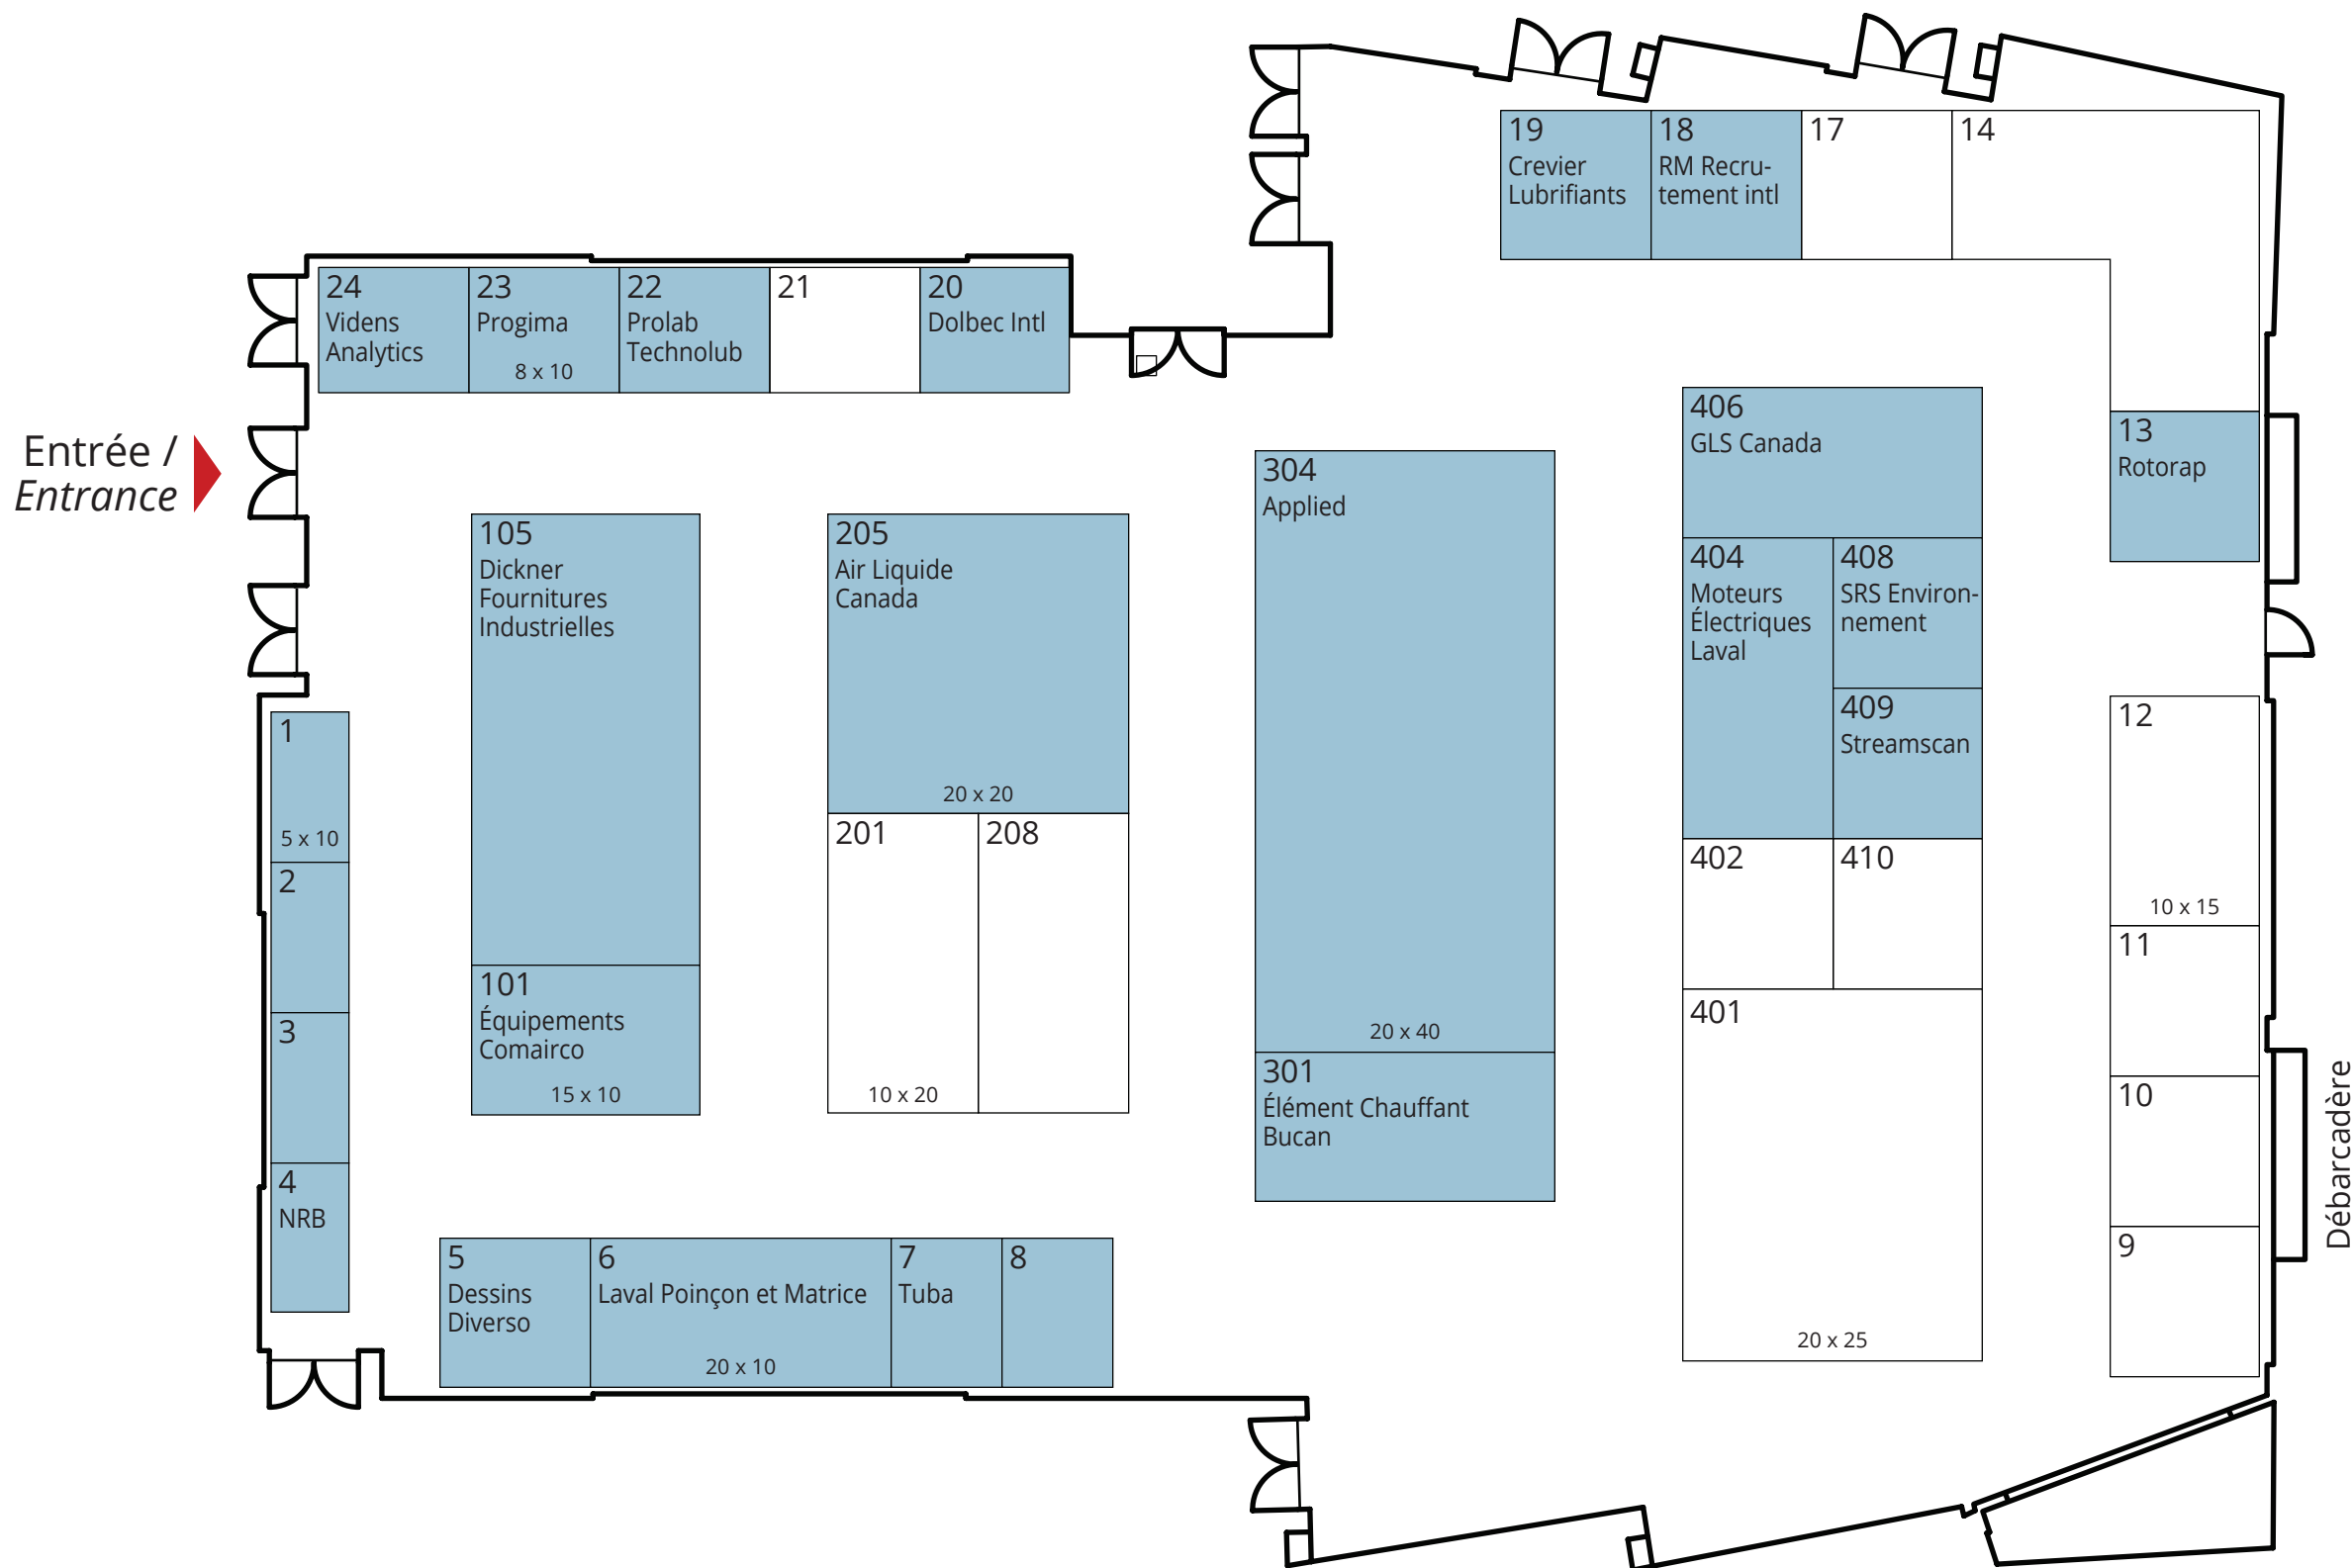 19
Crevier
Lubrifiants
18
RM Recru-
tement intl
17
14
24
Videns
Analytics
23
Progima
8 x 10
22
Prolab
Technolub
21
20
Dolbec Intl
Entrée /
Entrance
406
GLS Canada
13
Rotorap
304
Applied
20 x 40
105
Dickner
Fournitures
Industrielles
205
Air Liquide
Canada
20 x 20
404
Moteurs
Électriques
Laval
408
SRS Environ-
nement
409
Streamscan
1
5 x 10
2
3
4
NRB
12
10 x 15
201
10 x 20
208
402
410
11
101
Équipements
Comairco
15 x 10
401
20 x 25
301
Élément Chauffant
Bucan
10
9
Débarcadère
5
Dessins
Diverso
6
Laval Poinçon et Matrice
20 x 10
7
Tuba
8